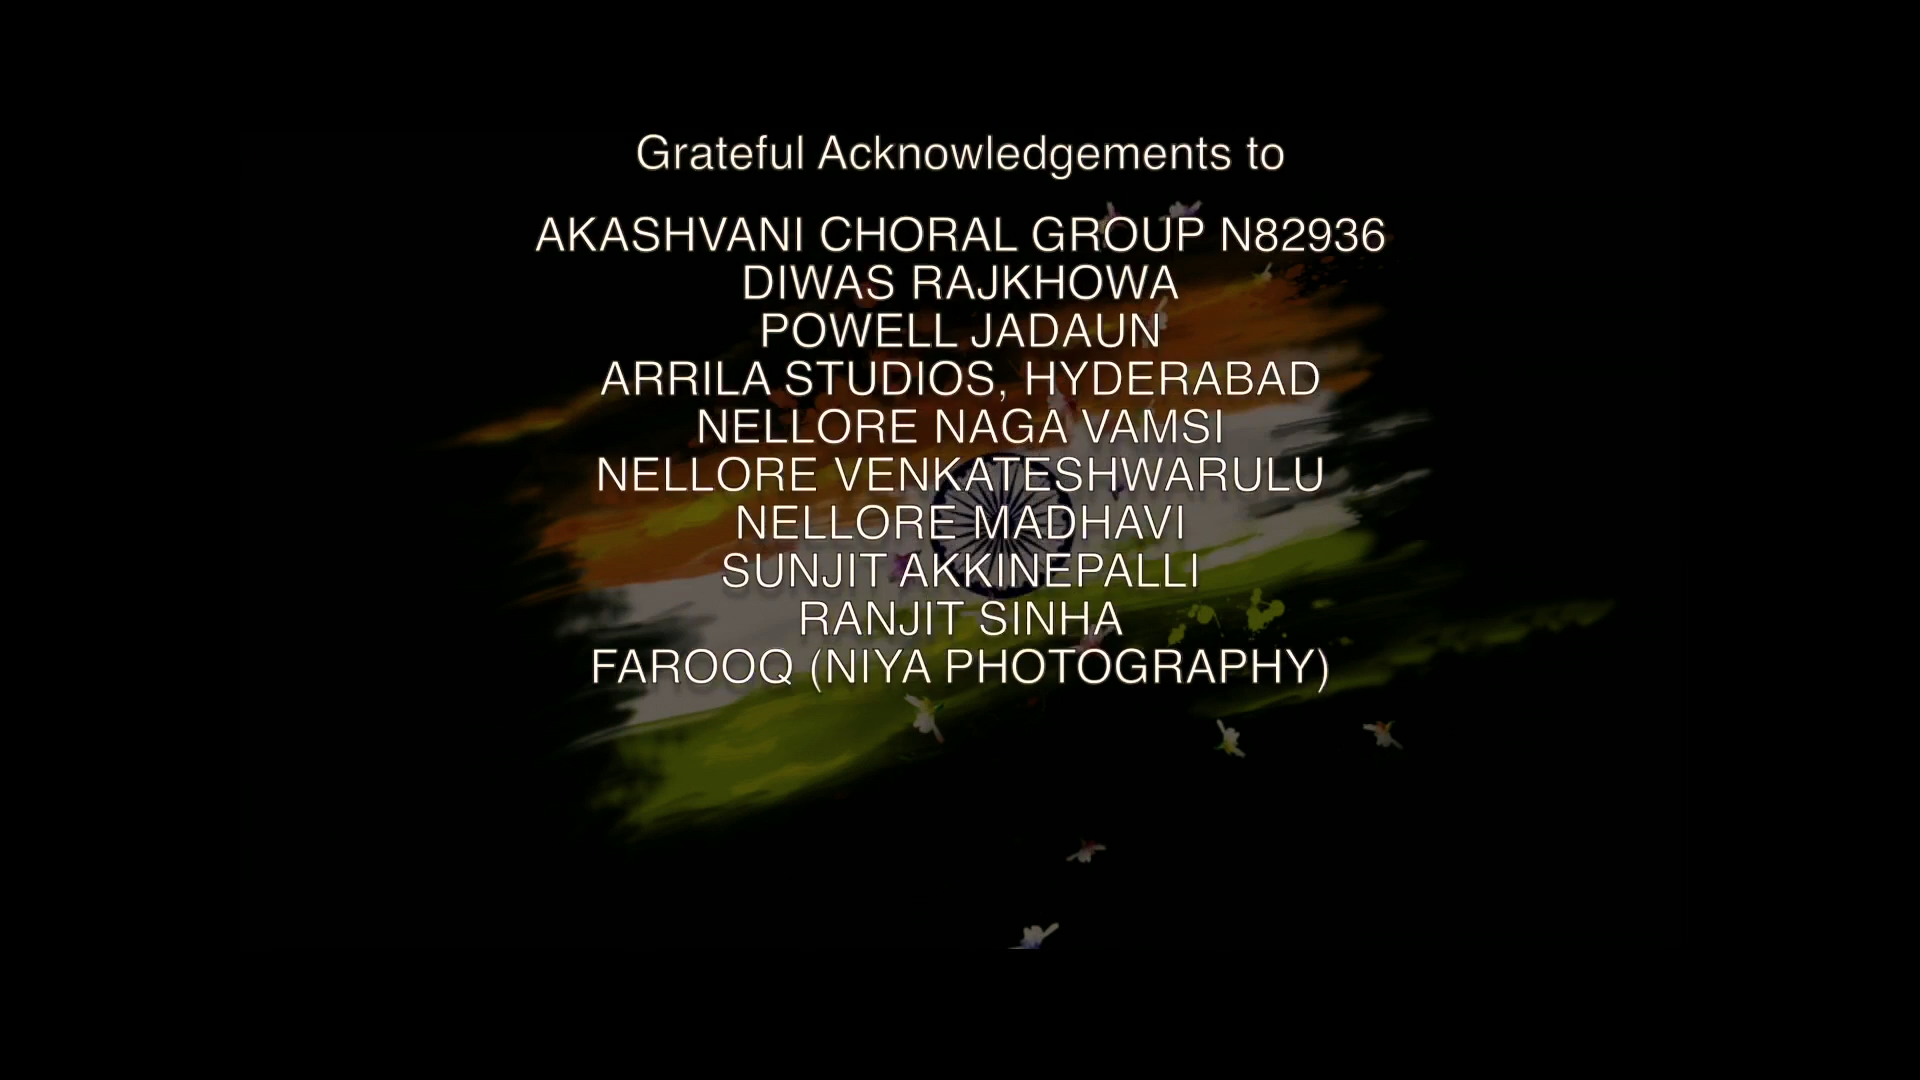 Grateful Acknowledgements to
AKASHVANI CHORAL GROUP N82936
DIWAS RAJKHOWA
POWELL JADAUN
ARRILA STUDIOS, HYDERABAD
NELLORE NAGA VAMSI
NELLORE VENKATESHWARULU
NELLORE MADHAVI
SUNJIT AKKINEPALLI
RANJIT SINHA
FAROOQ (NIYA PHOTOGRAPHY)